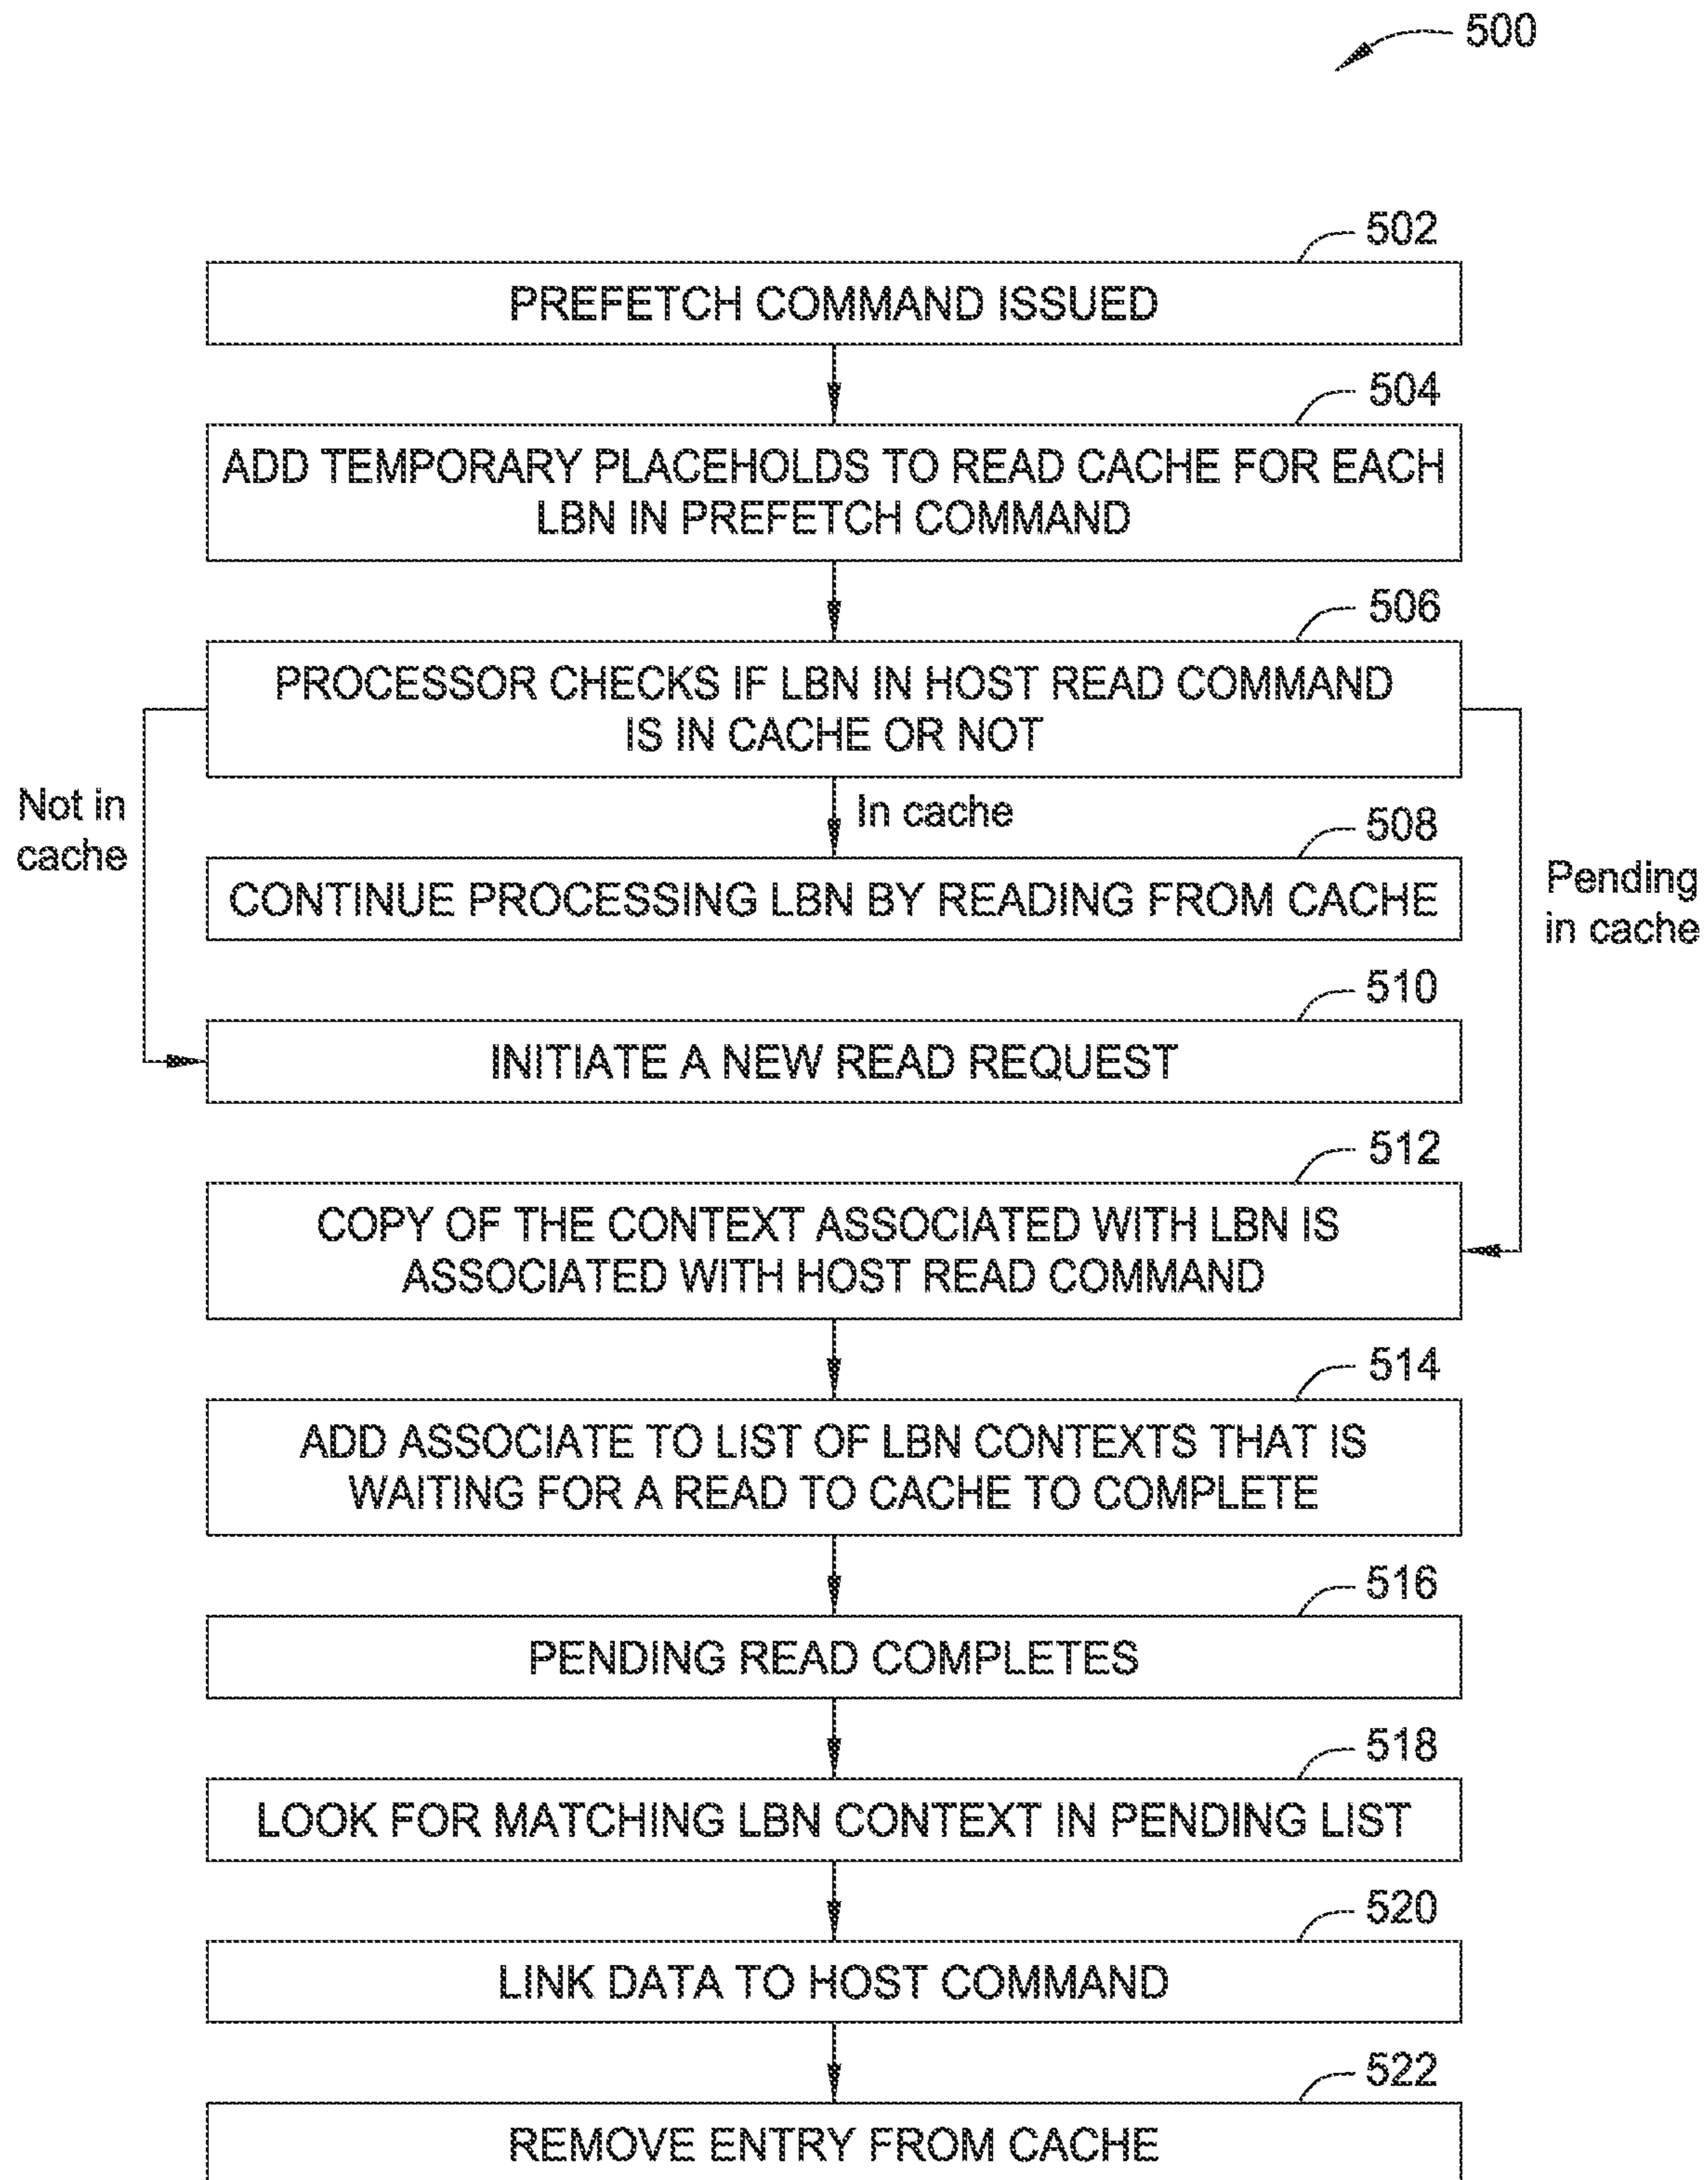 500
502
PREFETCH COMMAND ISSUED
504
ADD TEMPORARY PLACEHOLDS TO READ CACHE FOR EACH
LBN IN PREFETCH COMMAND
506
PROCESSOR CHECKS IF LBN IN HOST READ COMMAND
IS IN CACHE OR NOT
Not in
cache
In cache
Pending
in cache
508
CONTINUE PROCESSING LBN BY READING FROM CACHE
510
INITIATE A NEW READ REQUEST
512
COPY OF THE CONTEXT ASSOCIATED WITH LBN IS
ASSOCIATED WITH HOST READ COMMAND
514
ADD ASSOCIATE TO LIST OF LBN CONTEXTS THAT IS
WAITING FOR A READ TO CACHE TO COMPLETE
516
PENDING READ COMPLETES
518
LOOK FOR MATCHING LBN CONTEXT IN PENDING LIST
520
LINK DATA TO HOST COMMAND
522
REMOVE ENTRY FROM CACHE